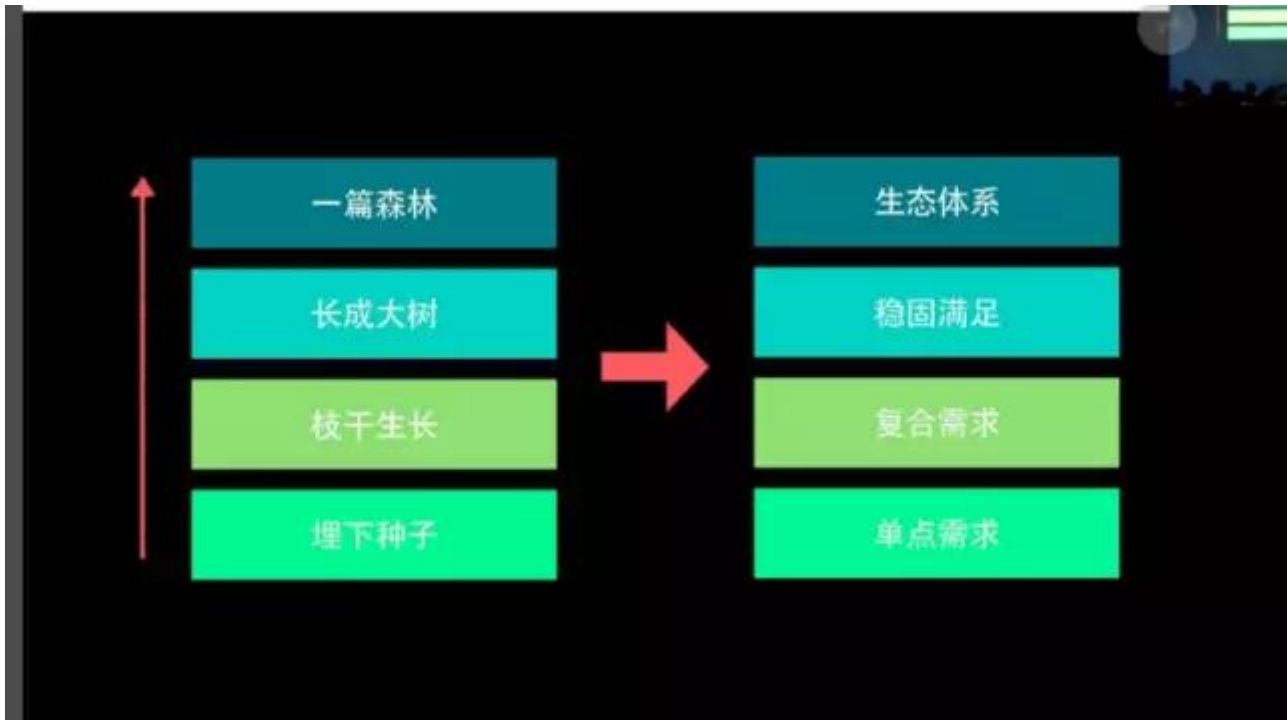 一篇森林
长成大树
枝干生长
埋下种子
生态体系
稳固满足
复合需求
单点需求